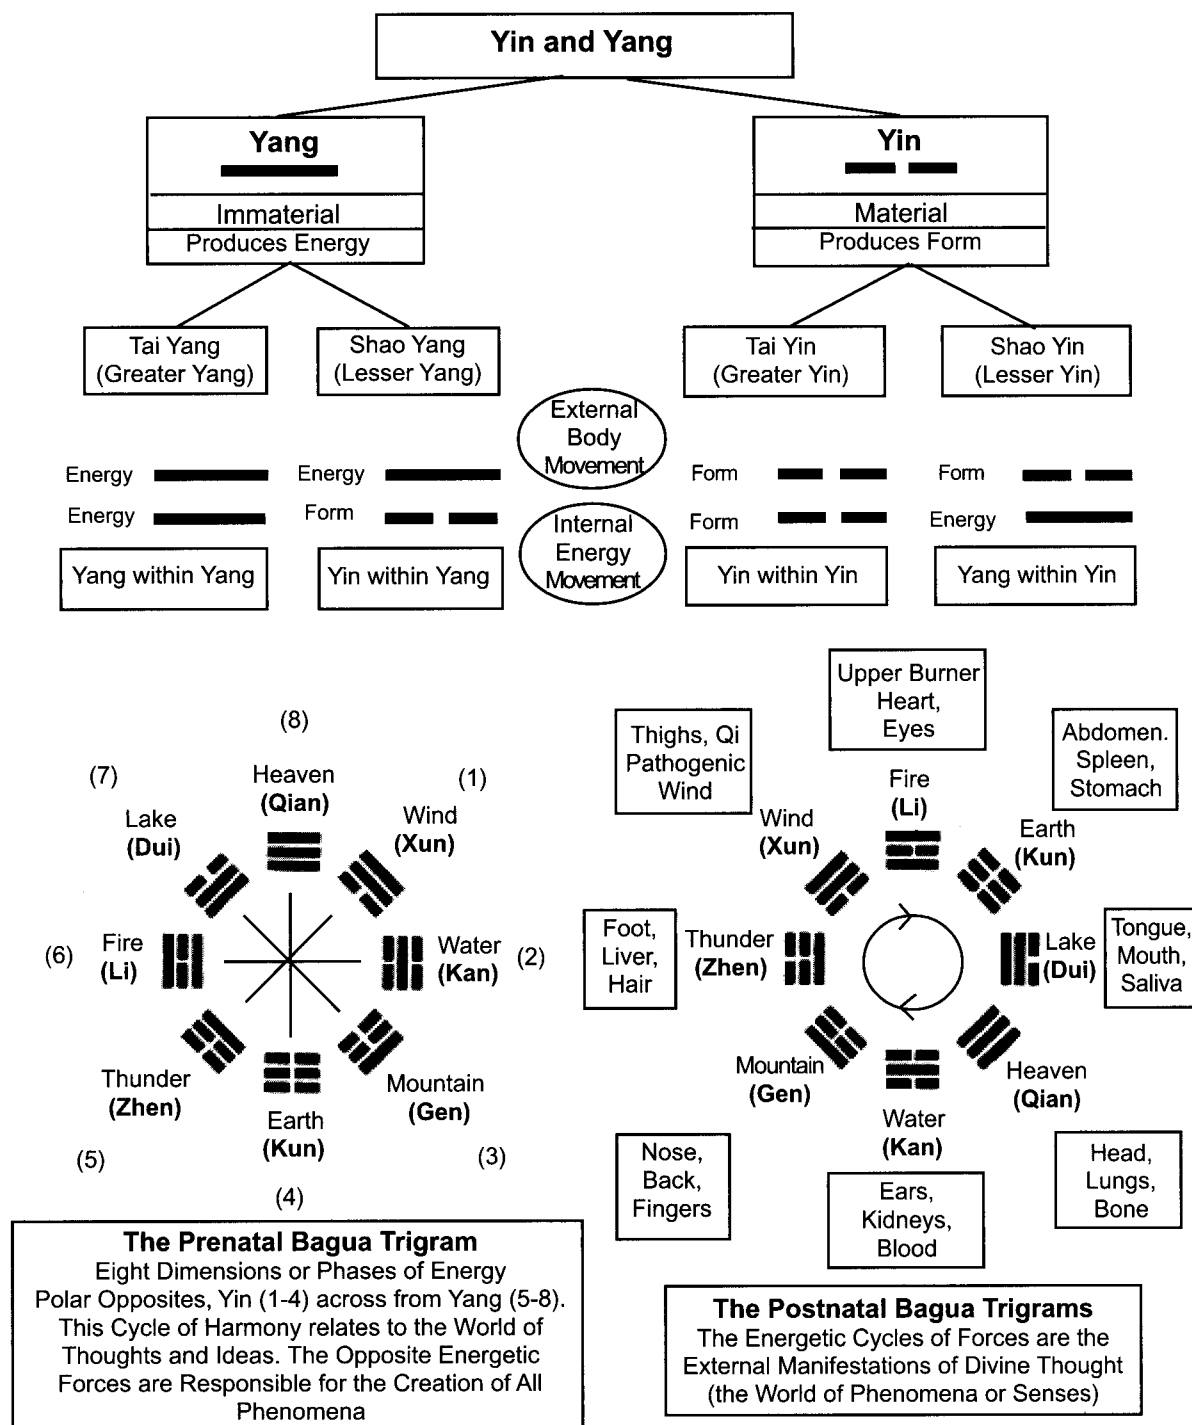 Yin and Yang
Yang
Immaterial
Produces Energy
Yin
Material
Produces Form
Tai Yang
(Greater Yang)
Shao Yang
(Lesser Yang)
Tai Yin
(Greater Yin)
Shao Yin
(Lesser Yin)
External
Body
Movement
Energy
Energy
Form
Form
Energy
Form
Form
Energy
Internal
Energy
Movement
Yang within Yang
Yin within Yang
Yin within Yin
Yang within Yin
(8)
Heaven
(Qian)
(1)
Wind
(Xun)
(7)
Lake
(Dui)
(6)
Fire
(Li)
Water
(Kan)
(2)
Thunder
(Zhen)
(5)
Earth
(Kun)
(4)
Mountain
(Gen)
(3)
The Prenatal Bagua Trigram
Eight Dimensions or Phases of Energy
Polar Opposites, Yin (1-4) across from Yang (5-8).
This Cycle of Harmony relates to the World of
Thoughts and Ideas. The Opposite Energetic
Forces are Responsible for the Creation of All
Phenomena
Upper Burner
Heart,
Eyes
Thighs, Qi
Pathogenic
Wind
Abdomen.
Spleen,
Stomach
Fire
(Li)
Wind
(Xun)
Earth
(Kun)
Foot,
Liver,
Hair
Thunder
(Zhen)
Lake
(Dui)
Tongue,
Mouth,
Saliva
Mountain
(Gen)
Water
(Kan)
Heaven
(Qian)
Nose,
Back,
Fingers
Ears,
Kidneys,
Blood
Head,
Lungs,
Bone
The Postnatal Bagua Trigrams
The Energetic Cycles of Forces are the
External Manifestations of Divine Thought
(the World of Phenomena or Senses)